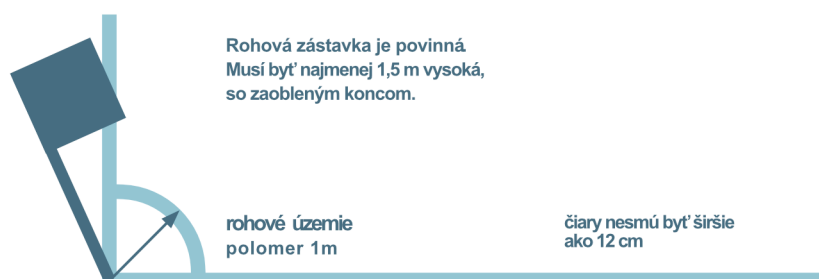 Rohová zástavka je povinná.
Musí byť najmenej 1,5 m vysoká,
so zaobleným koncom.
rohové územie
polomer 1m
čiary nesmú byť širšie
ako 12 cm